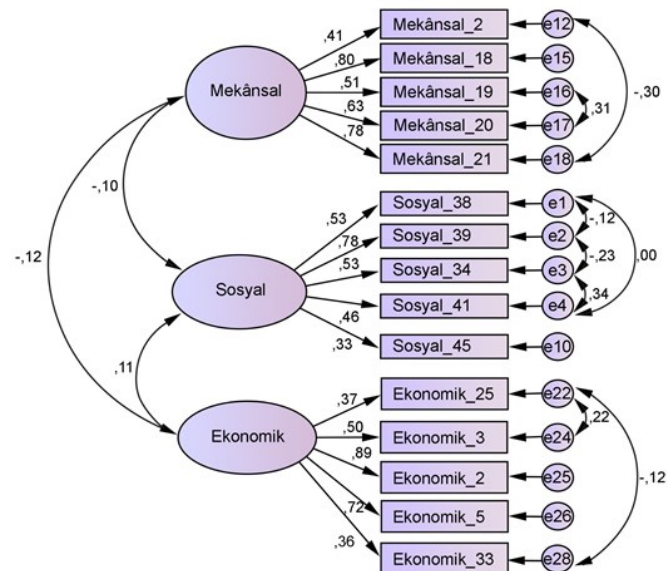 Mekânsal_2
e12
,41
Mekânsal_18
e15
,80
Mekânsal_19
e16
,51
Mekânsal_20
e17
,63
Mekânsal_21
e18
,78
,31
-,30
Mekânsal
-,10
-,12
Sosyal_38
e1
,53
Sosyal_39
e2
,78
Sosyal_34
e3
,53
Sosyal_41
e4
,46
Sosyal_45
e10
,33
-,12
-,23
,34
,00
Sosyal
,11
Ekonomik_25
e22
,37
Ekonomik_3
e24
,50
Ekonomik_2
e25
,89
Ekonomik_5
e26
,72
Ekonomik_33
e28
,36
,22
-,12
Ekonomik